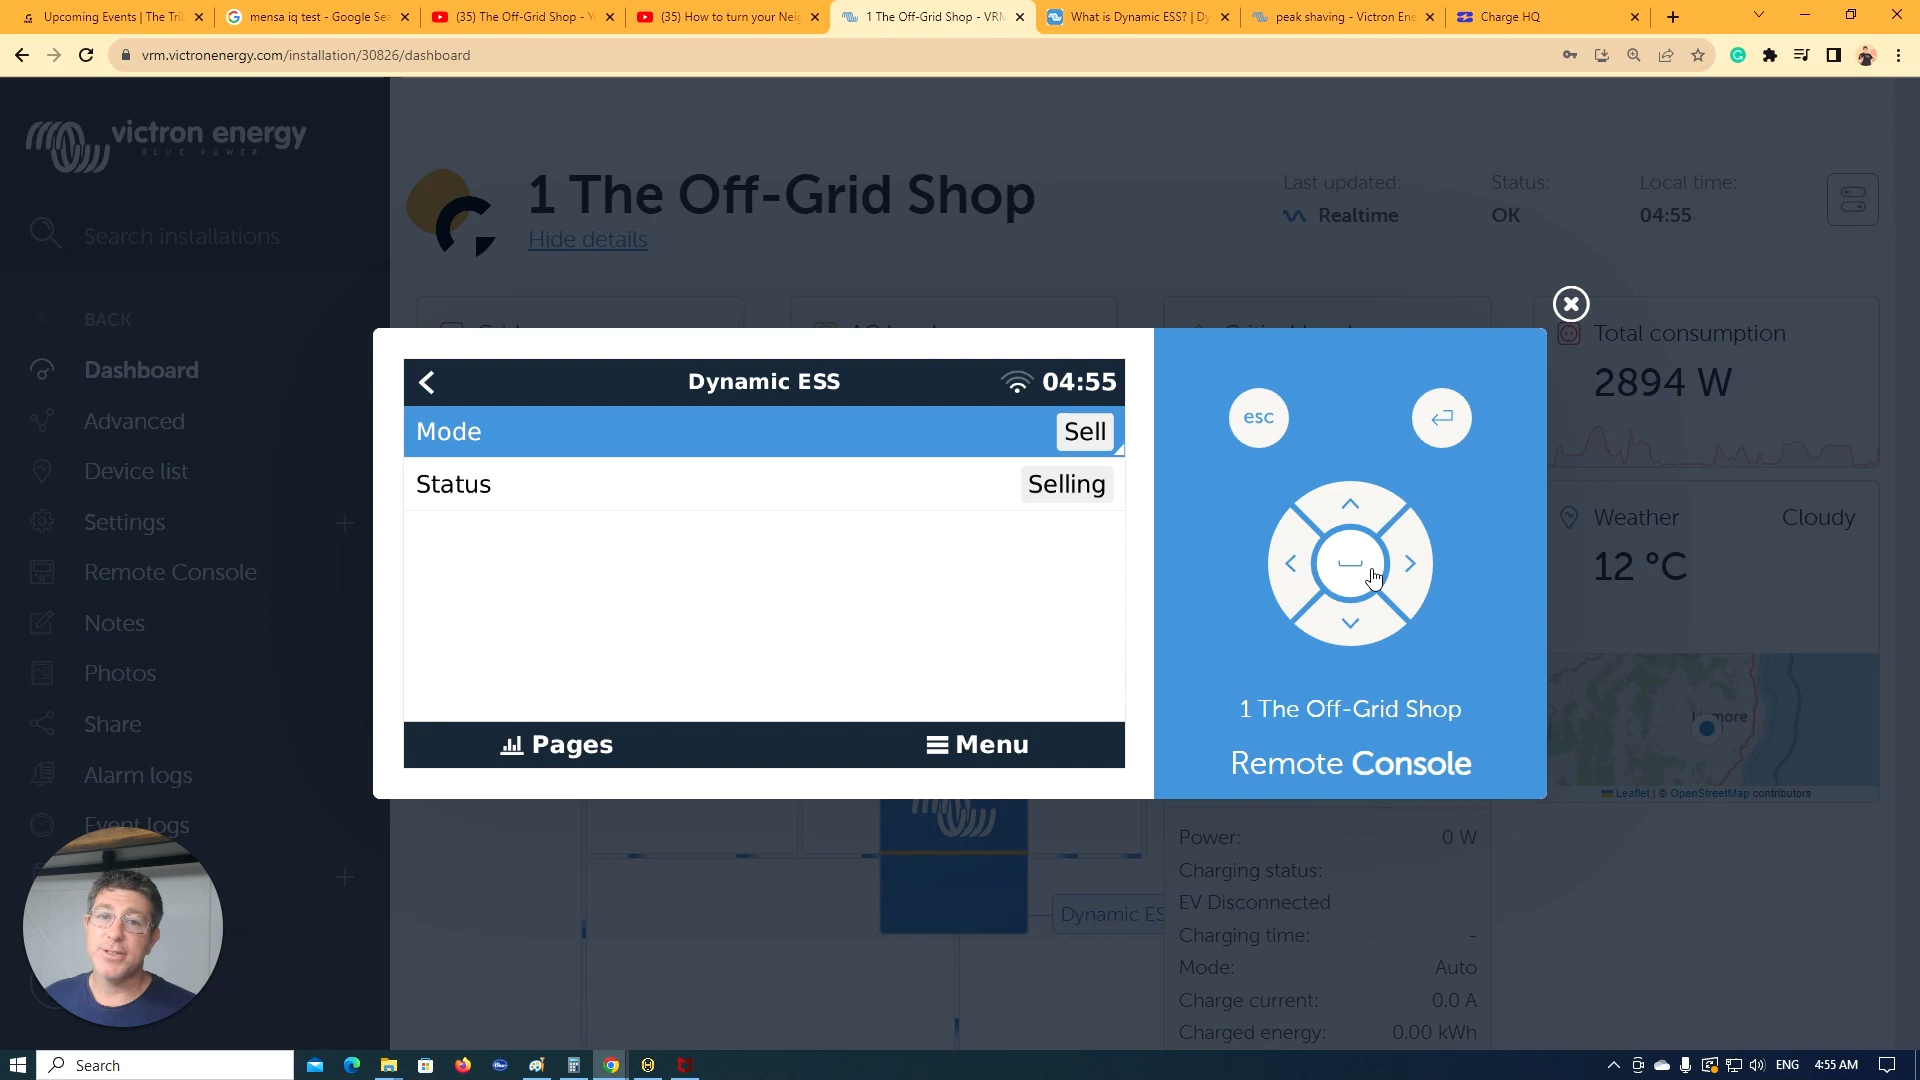 Upcoming Events | The Tri
mensa iq test - Google Sea
(35) The Off-Grid Shop - Y
(35) How to turn your Neig
1 The Off-Grid Shop - VRM
What is Dynamic ESS? | Dy
peak shaving - Victron Ene
Charge HQ
vrm.victronenergy.com/installation/30826/dashboard
victron energy
BLUE POWER
Search installations
BACK
Dashboard
Advanced
Device list
Settings
Remote Console
Notes
Photos
Share
Alarm logs
Event logs
1 The Off-Grid Shop
Hide details
Last updated:
Realtime
Status:
OK
Local time:
04:55
Total consumption
2894 W
Weather
Cloudy
12 °C
Leaflet | © OpenStreetMap contributors
Dynamic ESS
04:55
Mode
Sell
Status
Selling
Pages
Menu
esc
1 The Off-Grid Shop
Remote Console
Dynamic ES
Power:
0 W
Charging status:
EV Disconnected
Charging time:
-
Mode:
Auto
Charge current:
0.0 A
Charged energy:
0.00 kWh
Search
ENG
4:55 AM